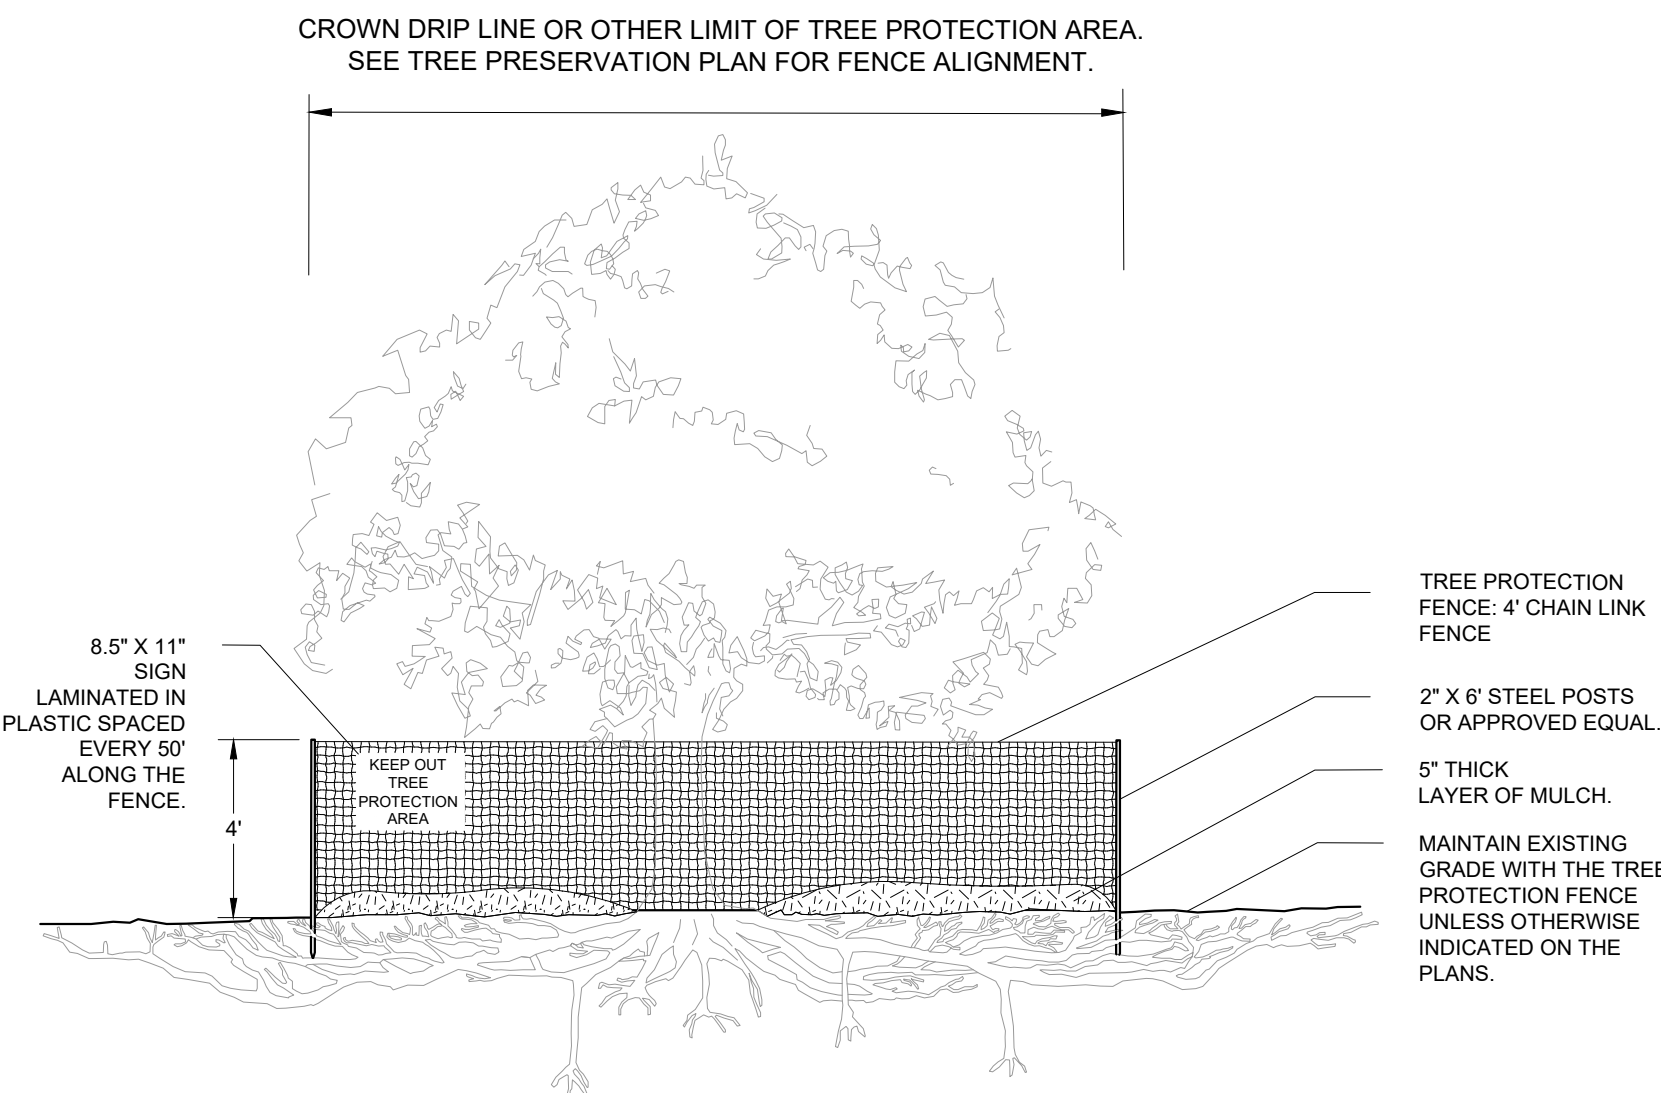 CROWN DRIP LINE OR OTHER LIMIT OF TREE PROTECTION AREA.
SEE TREE PRESERVATION PLAN FOR FENCE ALIGNMENT.
8.5" X 11"
SIGN
LAMINATED IN
PLASTIC SPACED
EVERY 50'
ALONG THE
FENCE.
4'
KEEP OUT
TREE
PROTECTION
AREA
TREE PROTECTION
FENCE: 4' CHAIN LINK
FENCE
2" X 6' STEEL POSTS
OR APPROVED EQUAL.
5" THICK
LAYER OF MULCH.
MAINTAIN EXISTING
GRADE WITH THE TREE
PROTECTION FENCE
UNLESS OTHERWISE
INDICATED ON THE
PLANS.